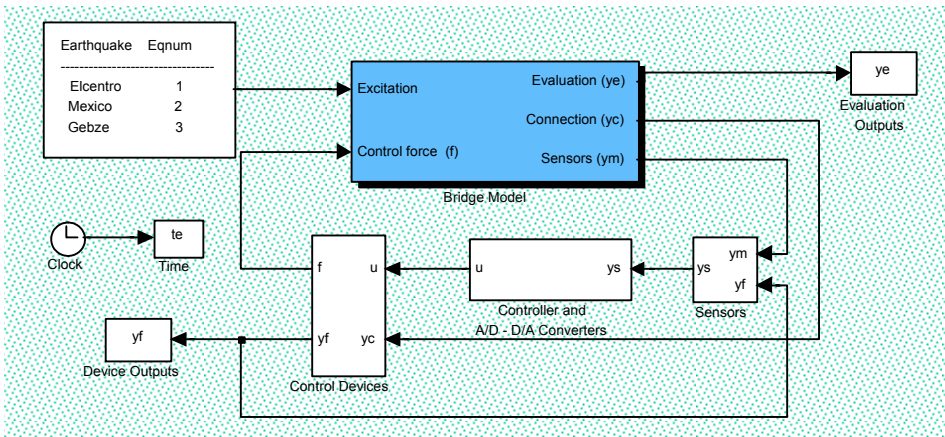 Earthquake Eqnum
----------------------------------
Elcentro 1
Mexico 2
Gebze 3
Excitation
Control force (f)
Evaluation (ye)
Connection (yc)
Sensors (ym)
Bridge Model
ye
Evaluation
Outputs
Clock
te
Time
f
u
yf
yc
Control Devices
u
ys
Controller and
A/D - D/A Converters
ys
ym
yf
Sensors
yf
Device Outputs